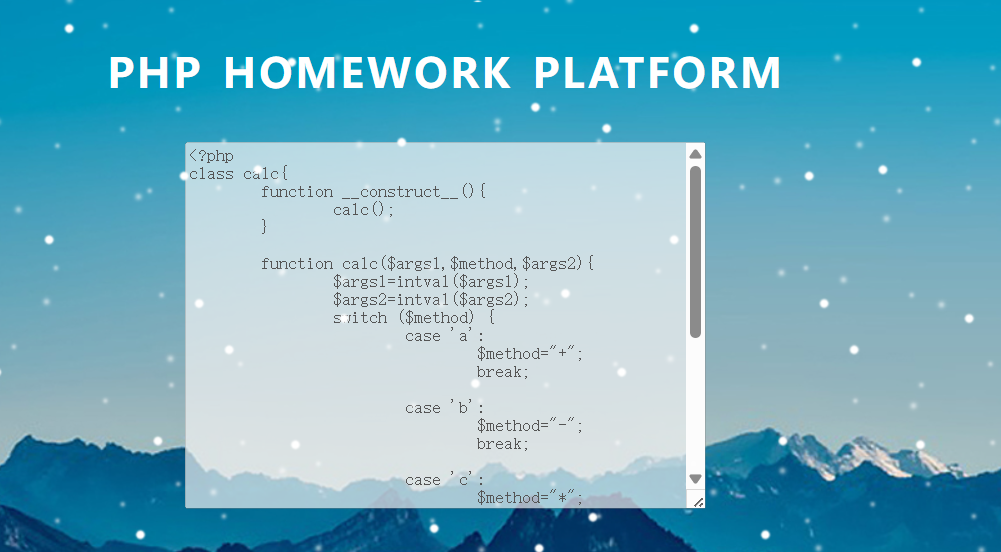 PHP HOMEWORK PLATFORM
<?php
class calc{
function __construct__(){
calc();
}
function calc($args1,$method,$args2){
$args1=intval($args1);
$args2=intval($args2);
switch ($method) {
case 'a':
$method="+";
break;
case 'b':
$method="-";
break;
case 'c':
$method="*";